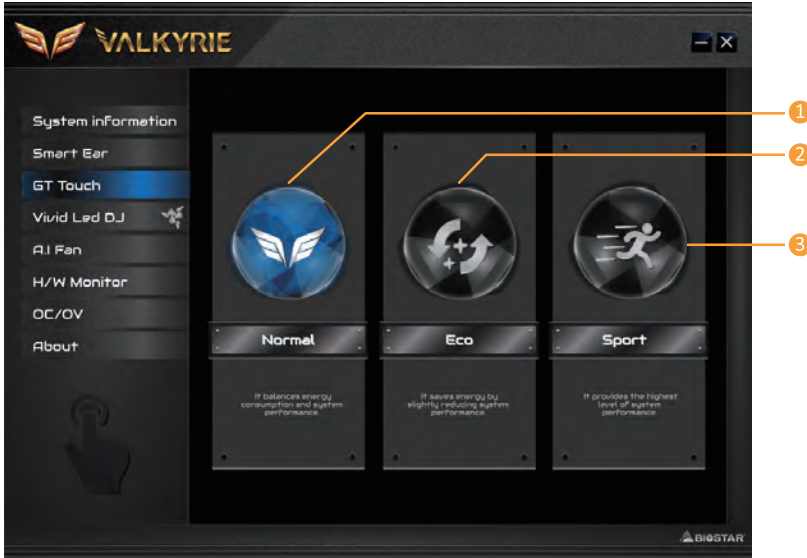 VALKYRIE
System information
Smart Ear
GT Touch
Vivid Led DJ
A.I Fan
H/W Monitor
OC/OV
About
1
2
3
Normal
It balances energy
consumption and system
performance.
Eco
It saves energy by
slightly reducing system
performance.
Sport
It provides the highest
level of system
performance.
BIOSTAR